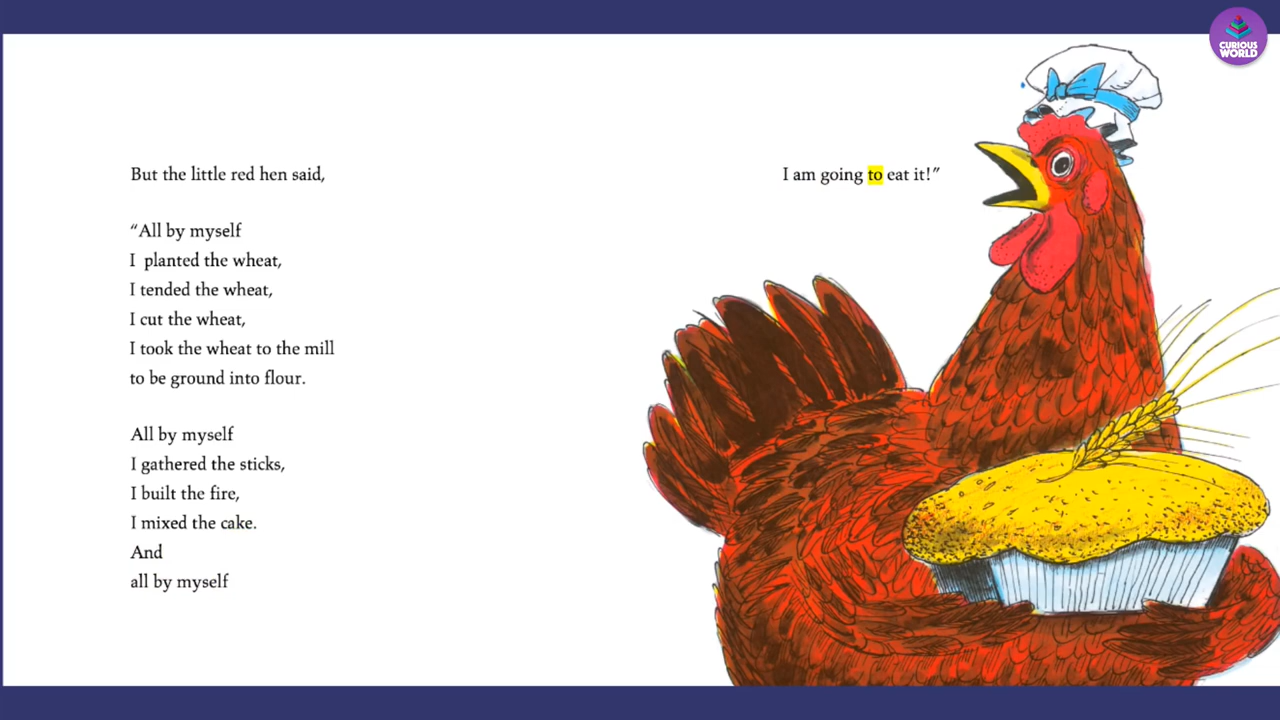 But the little red hen said,
“All by myself
I planted the wheat,
I tended the wheat,
I cut the wheat,
I took the wheat to the mill
to be ground into flour.
All by myself
I gathered the sticks,
I built the fire,
I mixed the cake.
And
all by myself
I am going to eat it!”
CURIOUS
WORLD